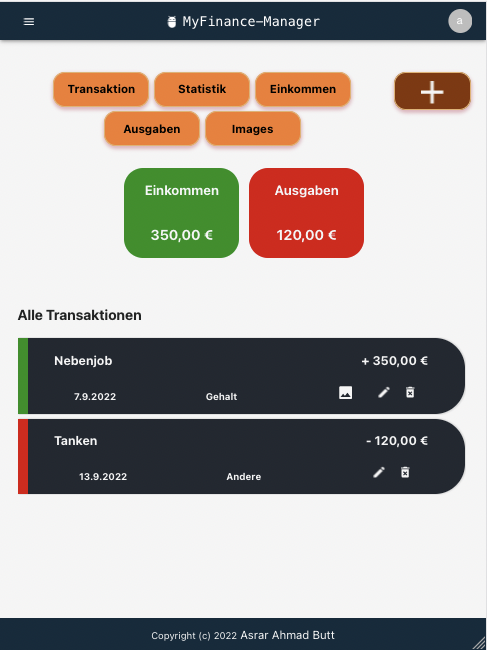 MyFinance-Manager
a
Transaktion Statistik Einkommen
Ausgaben Images
Einkommen Ausgaben
350,00 € 120,00 €
Alle Transaktionen
Nebenjob + 350,00 €
7.9.2022 Gehalt
Tanken - 120,00 €
13.9.2022 Andere
Copyright (c) 2022 Asrar Ahmad Butt